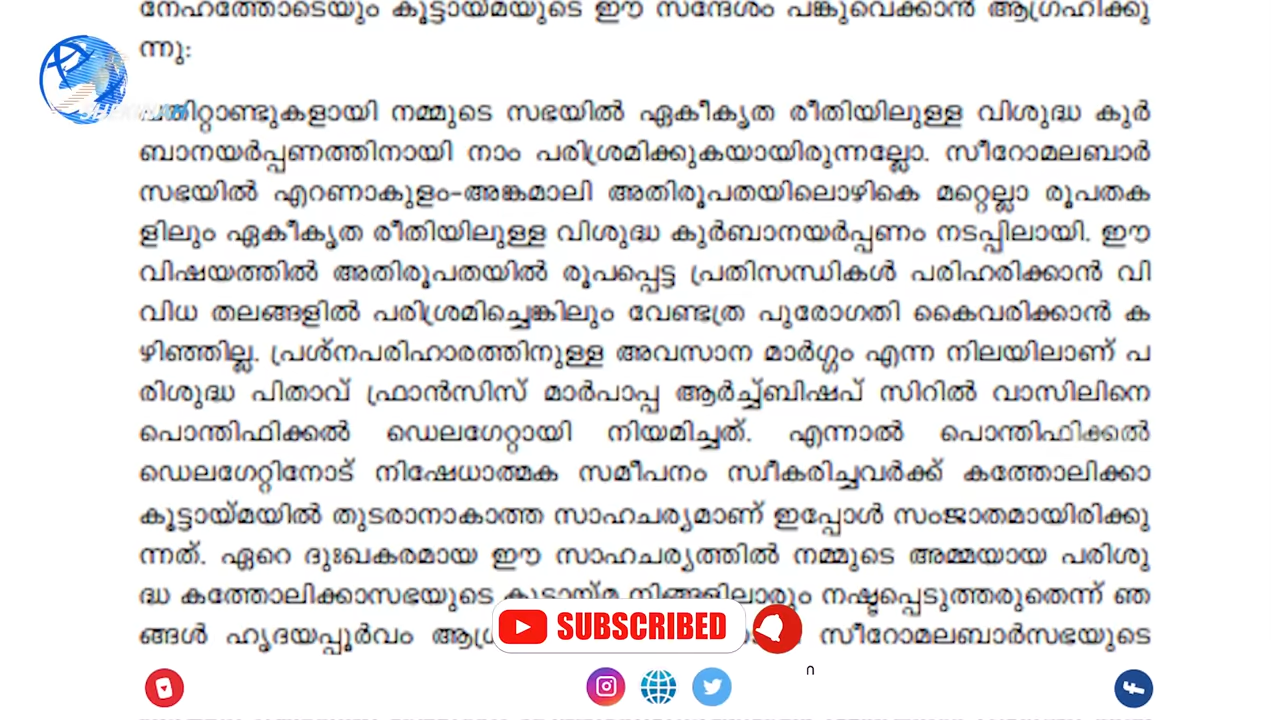 നേഹത്തോടെയും കൂട്ടായ്മയുടെ ഈ സന്ദേശം പങ്കുവെക്കാൻ ആഗ്രഹിക്കു
ന്നു:
പതിറ്റാണ്ടുകളായി നമ്മുടെ സഭയിൽ ഏകീകൃത രീതിയിലുള്ള വിശുദ്ധ കുർ
ബാനയർപ്പണത്തിനായി നാം പരിശ്രമിക്കുകയായിരുന്നല്ലോ. സീറോമലബാർ
സഭയിൽ എറണാകുളം-അങ്കമാലി അതിരൂപതയിലൊഴികെ മറ്റെല്ലാ രൂപതക
ളിലും ഏകീകൃത രീതിയിലുള്ള വിശുദ്ധ കുർബാനയർപ്പണം നടപ്പിലായി. ഈ
വിഷയത്തിൽ അതിരൂപതയിൽ രൂപപ്പെട്ട പ്രതിസന്ധികൾ പരിഹരിക്കാൻ വി
വിധ തലങ്ങളിൽ പരിശ്രമിച്ചെങ്കിലും വേണ്ടത്ര പുരോഗതി കൈവരിക്കാൻ ക
ഴിഞ്ഞില്ല. പ്രശ്നപരിഹാരത്തിനുള്ള അവസാന മാർഗ്ഗം എന്ന നിലയിലാണ് പ
രിശുദ്ധ പിതാവ് ഫ്രാൻസിസ് മാർപാപ്പ ആർച്ച്ബിഷപ് സിറിൽ വാസിലിനെ
പൊന്തിഫിക്കൽ ഡെലഗേറ്റായി നിയമിച്ചത്. എന്നാൽ പൊന്തിഫിക്കൽ
ഡെലഗേറ്റിനോട് നിഷേധാത്മക സമീപനം സ്വീകരിച്ചവർക്ക് കത്തോലിക്കാ
കൂട്ടായ്മയിൽ തുടരാനാകാത്ത സാഹചര്യമാണ് ഇപ്പോൾ സംജാതമായിരിക്കു
ന്നത്. ഏറെ ദുഃഖകരമായ ഈ സാഹചര്യത്തിൽ നമ്മുടെ അമ്മയായ പരിശു
ദ്ധ കത്തോലിക്കാസഭയുടെ കൂട്ടായ്മ നിങ്ങളിലാരും നഷ്ടപ്പെടുത്തരുതെന്ന് ഞ
ങ്ങൾ ഹൃദയപൂർവം സീറോമലബാർസഭയുടെ
SUBSCRIBED